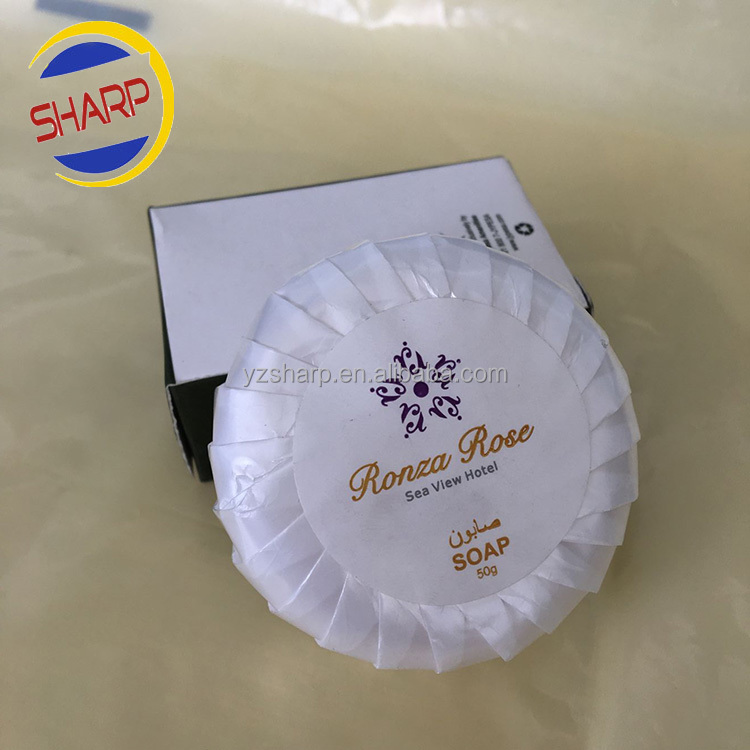 SHARP
yzsharp.en.alibaba.com
Ronza Rose
Sea View Hotel
صابون
SOAP
50g